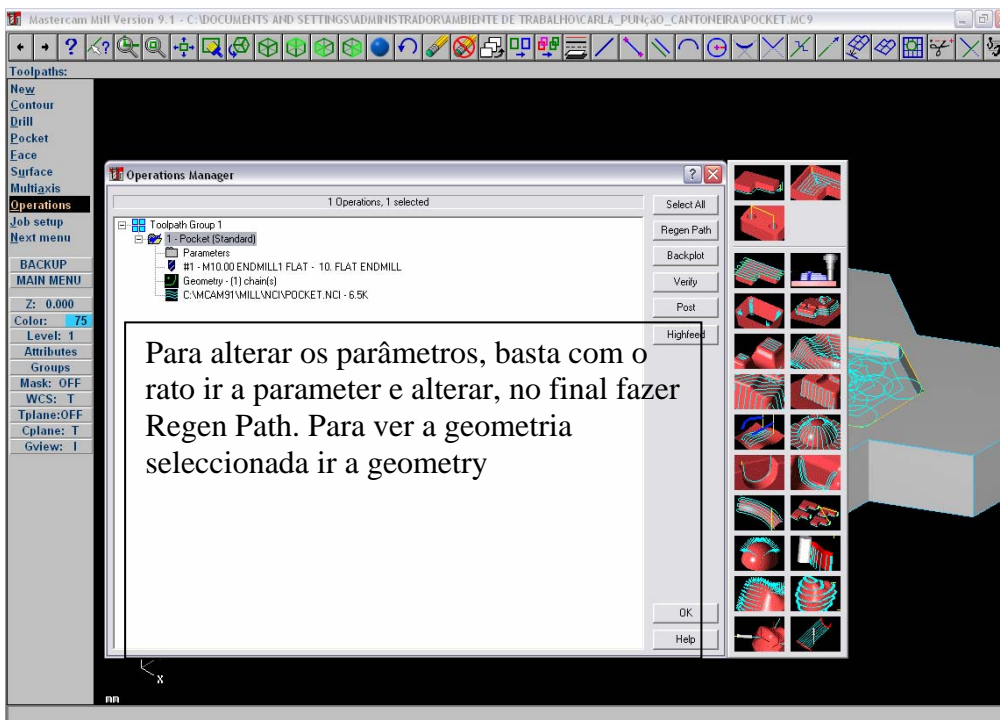 Mastercam Mill Version 9.1 - C:\DOCUMENTS AND SETTINGS\ADMINISTRADOR\AMBIENTE DE TRABALHO\CARLA_PUNção_CANTONEIRA\POCKET.MC9
Toolpaths:
New
Contour
Drill
Pocket
Face
Surface
Multiaxis
Operations
Job setup
Next menu
BACKUP
MAIN MENU
Z: 0.000
Color: 75
Level: 1
Attributes
Groups
Mask: OFF
WCS: T
Tplane:OFF
Cplane: T
Gview: I
Operations Manager
1 Operations, 1 selected
Toolpath Group 1
1 - Pocket (Standard)
Parameters
#1 - M10.00 ENDMILL1 FLAT - 10. FLAT ENDMILL
Geometry - (1) chain(s)
C:\MCAM91\MILL\NCI\POCKET.NCI - 6.5K
Select All
Regen Path
Backplot
Verify
Post
Highfeed
OK
Help
Para alterar os parâmetros, basta com o
rato ir a parameter e alterar, no final fazer
Regen Path. Para ver a geometria
seleccionada ir a geometry
X
mm